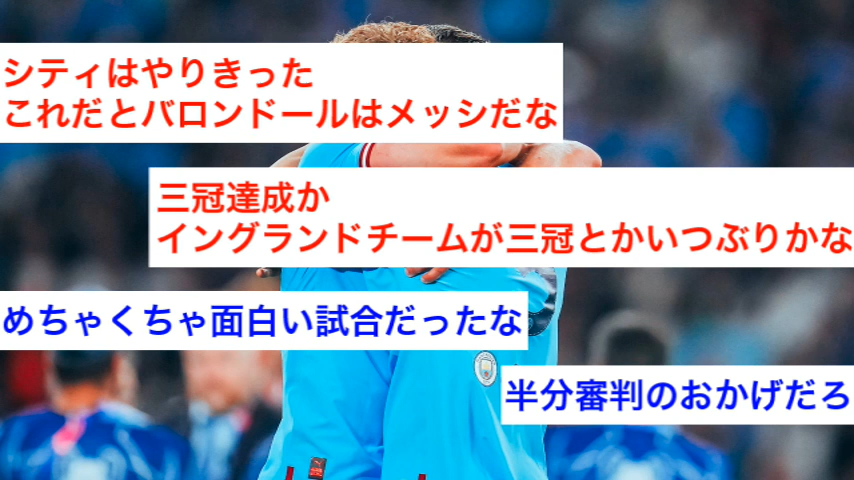 シティはやりきった
これだとバロンドールはメッシだな
三冠達成か
イングランドチームが三冠とかいつぶりかな
めちゃくちゃ面白い試合だったな
半分審判のおかげだろ